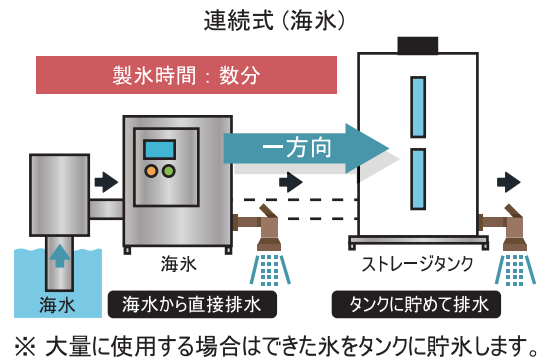 連続式（海氷）
製氷時間：数分
一方向
海氷
ストレージタンク
海水
海水から直接排水
タンクに貯めて排水
※ 大量に使用する場合はできた氷をタンクに貯氷します。